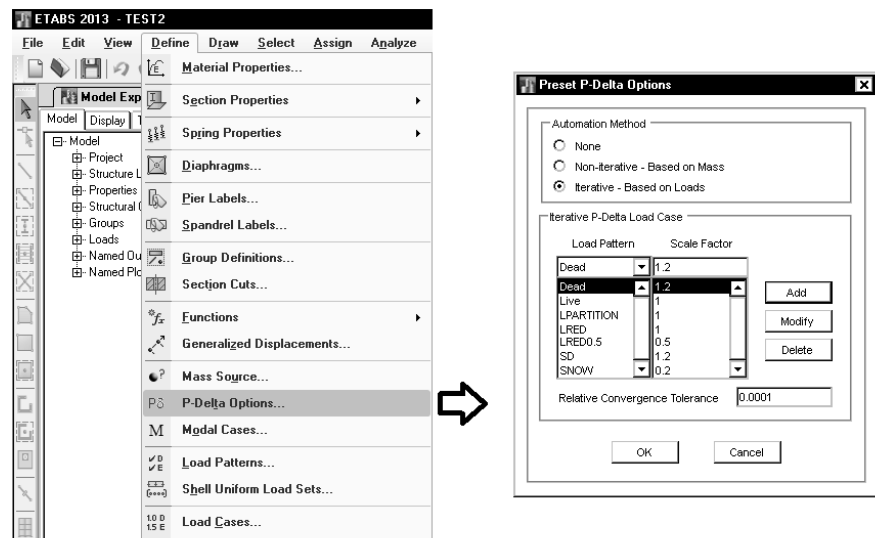 ETABS 2013 - TEST2
File Edit View Define Draw Select Assign Analyze
Model Exp
Model Display
Model
Project
Structure L
Properties
Structural
Groups
Loads
Named Ou
Named Plo
Material Properties...
Section Properties
Spring Properties
Diaphragms...
Pier Labels...
Spandrel Labels...
Group Definitions...
Section Cuts...
Functions
Generalized Displacements...
Mass Source...
Pδ P-Delta Options...
M Modal Cases...
Load Patterns...
Shell Uniform Load Sets...
Load Cases...
Preset P-Delta Options
Automation Method
None
Non-iterative - Based on Mass
Iterative - Based on Loads
Iterative P-Delta Load Case
Load Pattern Scale Factor
Dead 1.2
Dead 1.2
Live 1
LPARTITION 1
LRED 1
LRED0.5 0.5
SD 1.2
SNOW 0.2
Add
Modify
Delete
Relative Convergence Tolerance 0.0001
OK Cancel